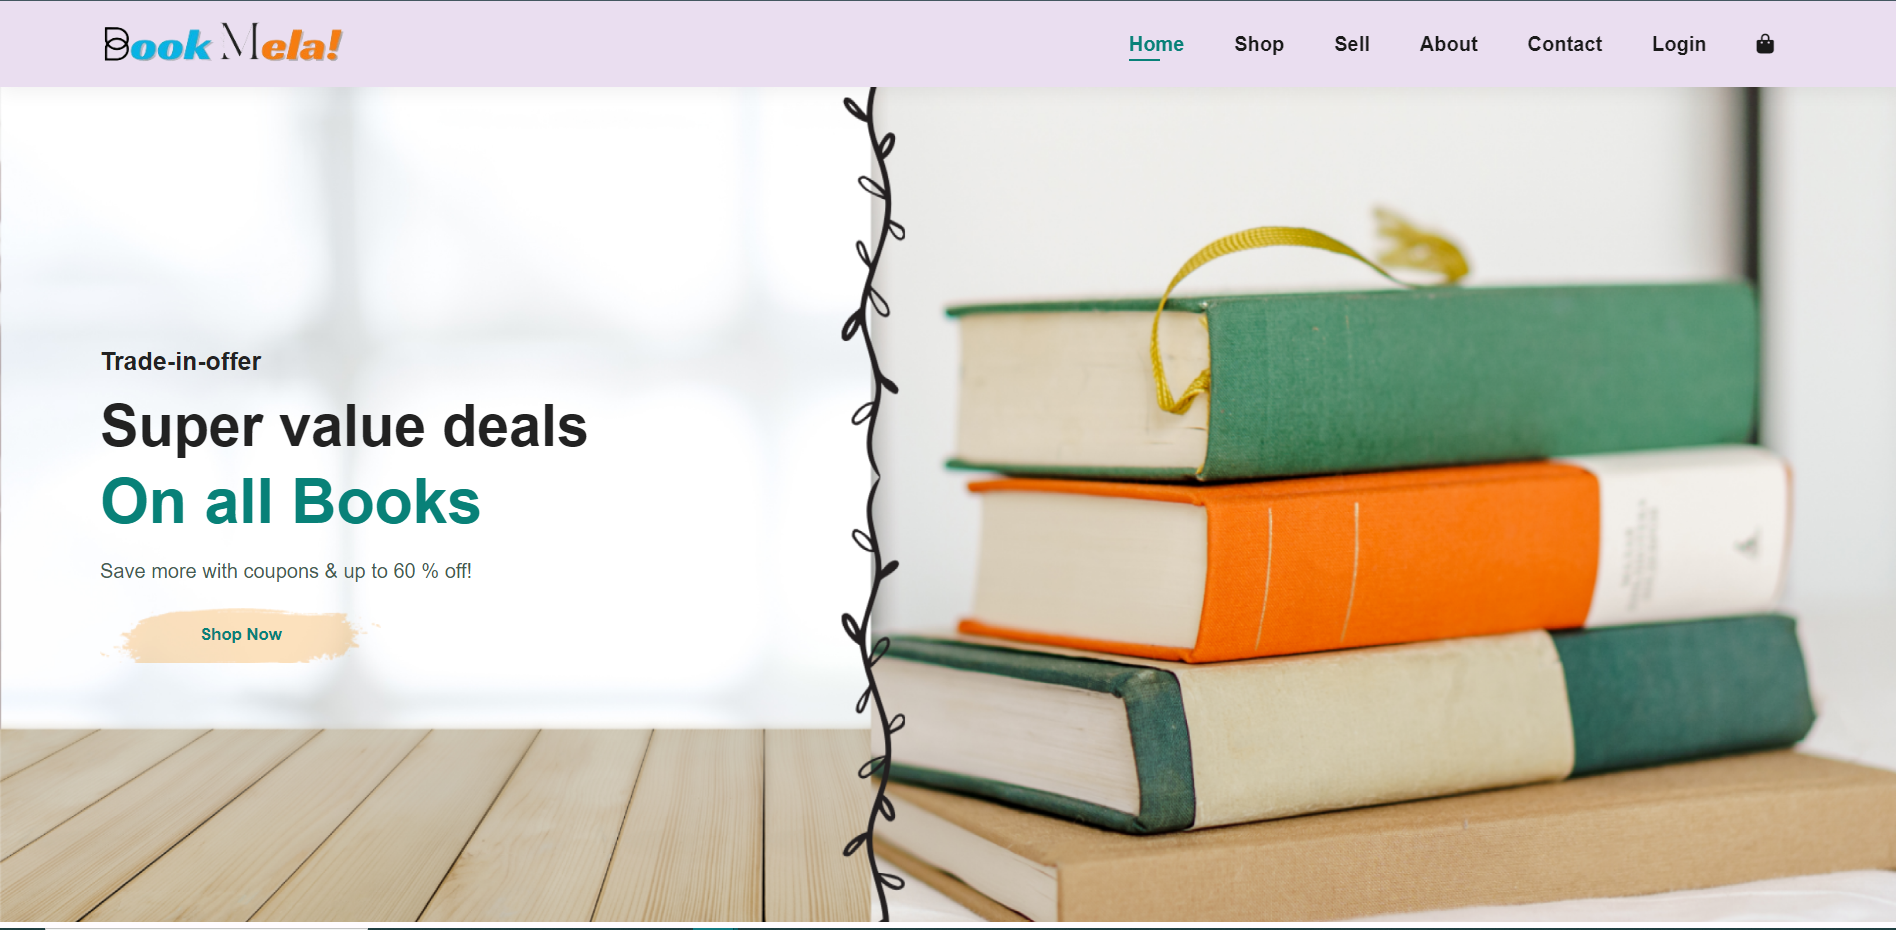 Book Mela!
Home Shop Sell About Contact Login
Trade-in-offer
Super value deals
On all Books
Save more with coupons & up to 60 % off!
Shop Now